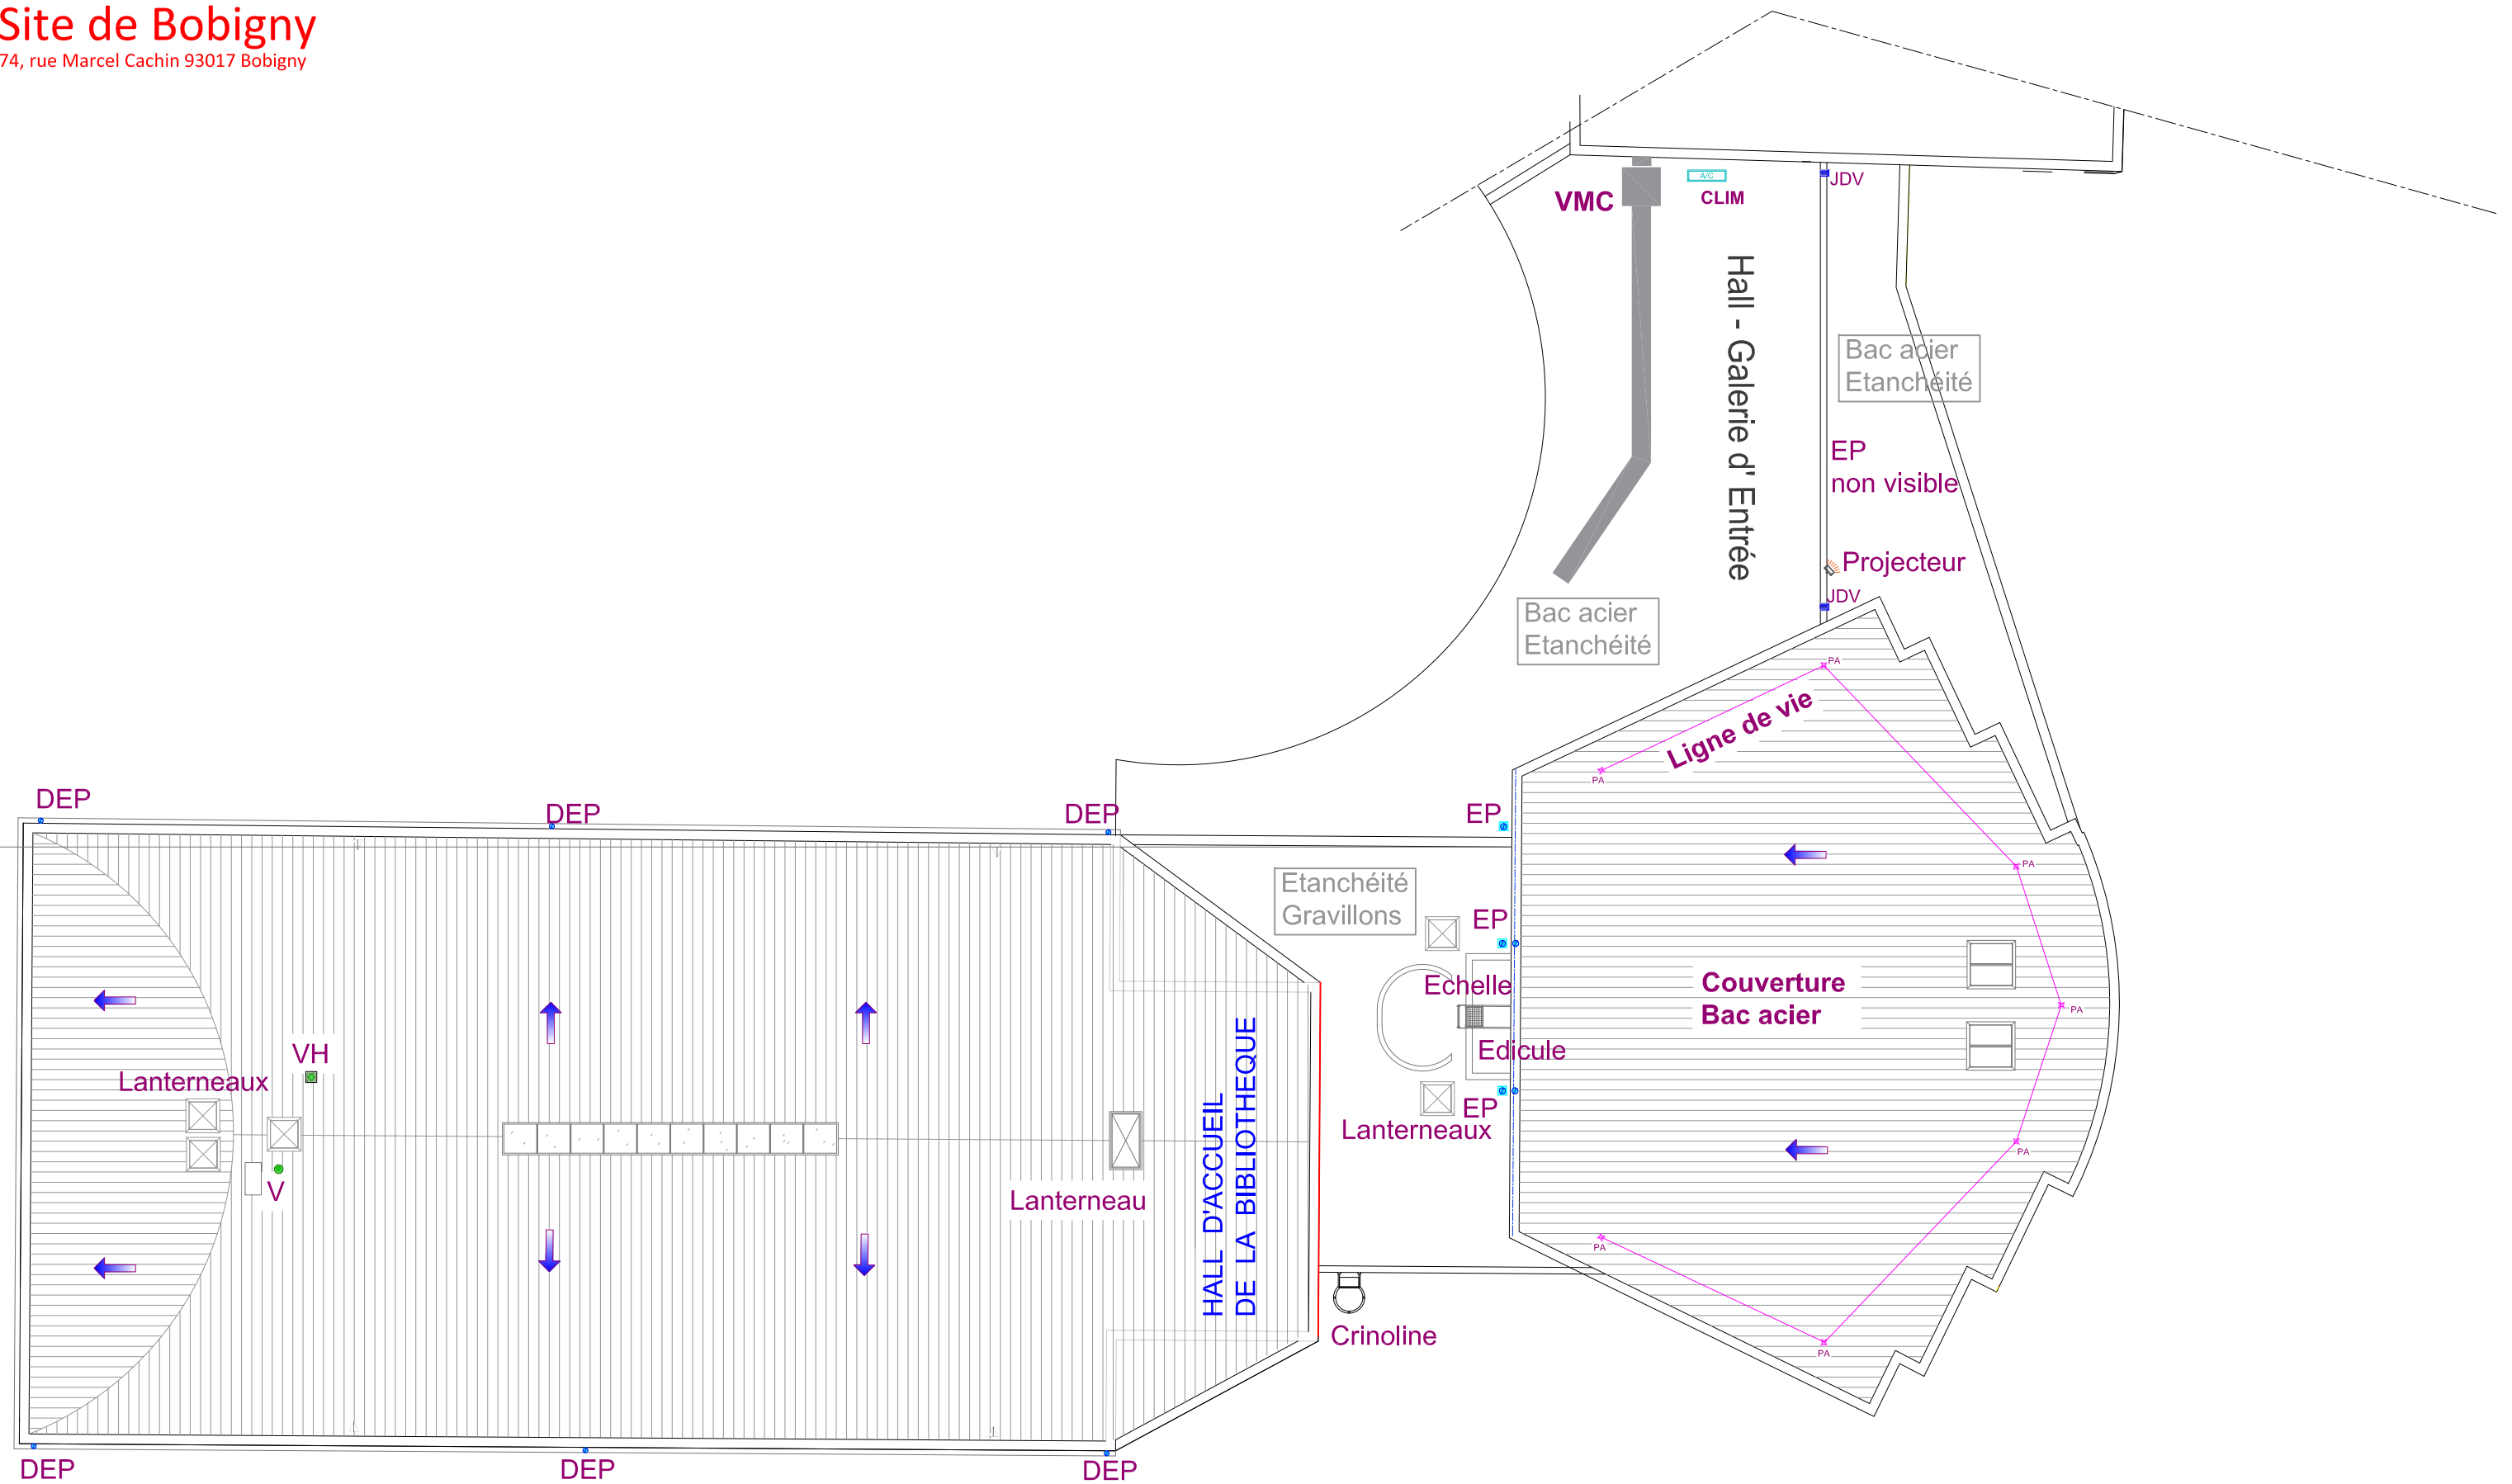 Site de Bobigny
74, rue Marcel Cachin 93017 Bobigny
VMC
A/C
CLIM
JDV
Hall - Galerie d' Entrée
Bac acier
Etanchéité
EP
non visible
Projecteur
JDV
Bac acier
Etanchéité
PA
Ligne de vie
PA
DEP
DEP
DEP
EP
PA
Etanchéité
Gravillons
EP
Echelle
Couverture
Bac acier
PA
VH
Edicule
Lanterneaux
EP
Lanterneaux
PA
V
Lanterneau
HALL D'ACCUEIL
DE LA BIBLIOTHEQUE
PA
Crinoline
PA
DEP
DEP
DEP